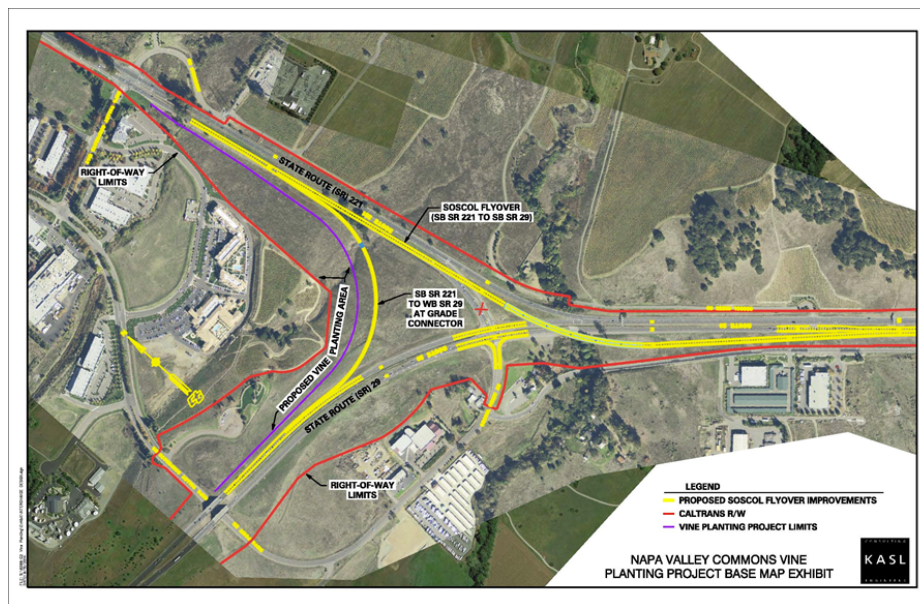 STATE ROUTE (SR) 221
RIGHT-OF-WAY
LIMITS
SOSCOL FLYOVER
(SB SR 221 TO SB SR 29)
SB SR 221
TO WB SR 29
AT GRADE
CONNECTOR
PROPOSED VINE PLANTING AREA
STATE ROUTE (SR) 29
RIGHT-OF-WAY
LIMITS
LEGEND
PROPOSED SOSCOL FLYOVER IMPROVEMENTS
CALTRANS R/W
VINE PLANTING PROJECT LIMITS
NAPA VALLEY COMMONS VINE
PLANTING PROJECT BASE MAP EXHIBIT
CONSULTING
KASL
ENGINEERS